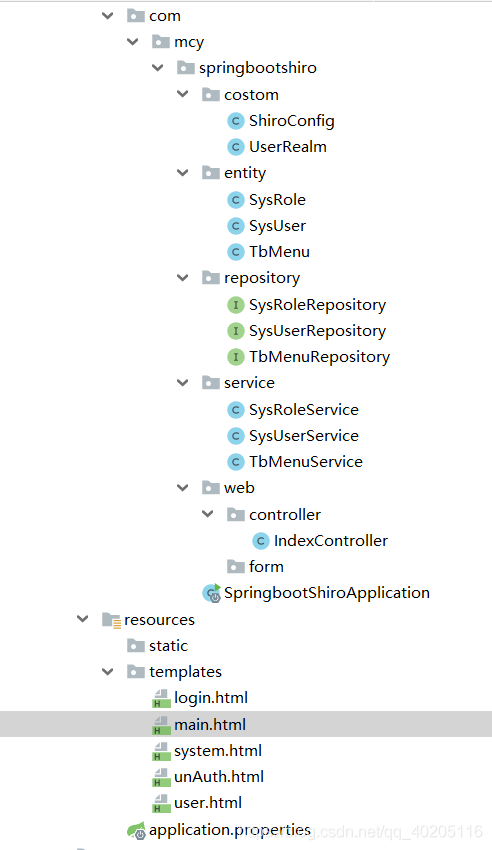 com
mcy
springbootshiro
costom
ShiroConfig
UserRealm
entity
SysRole
SysUser
TbMenu
repository
SysRoleRepository
SysUserRepository
TbMenuRepository
service
SysRoleService
SysUserService
TbMenuService
web
controller
IndexController
form
SpringbootShiroApplication
resources
static
templates
login.html
main.html
system.html
unAuth.html
user.html
application.properties
csdn.net/qq_40205116